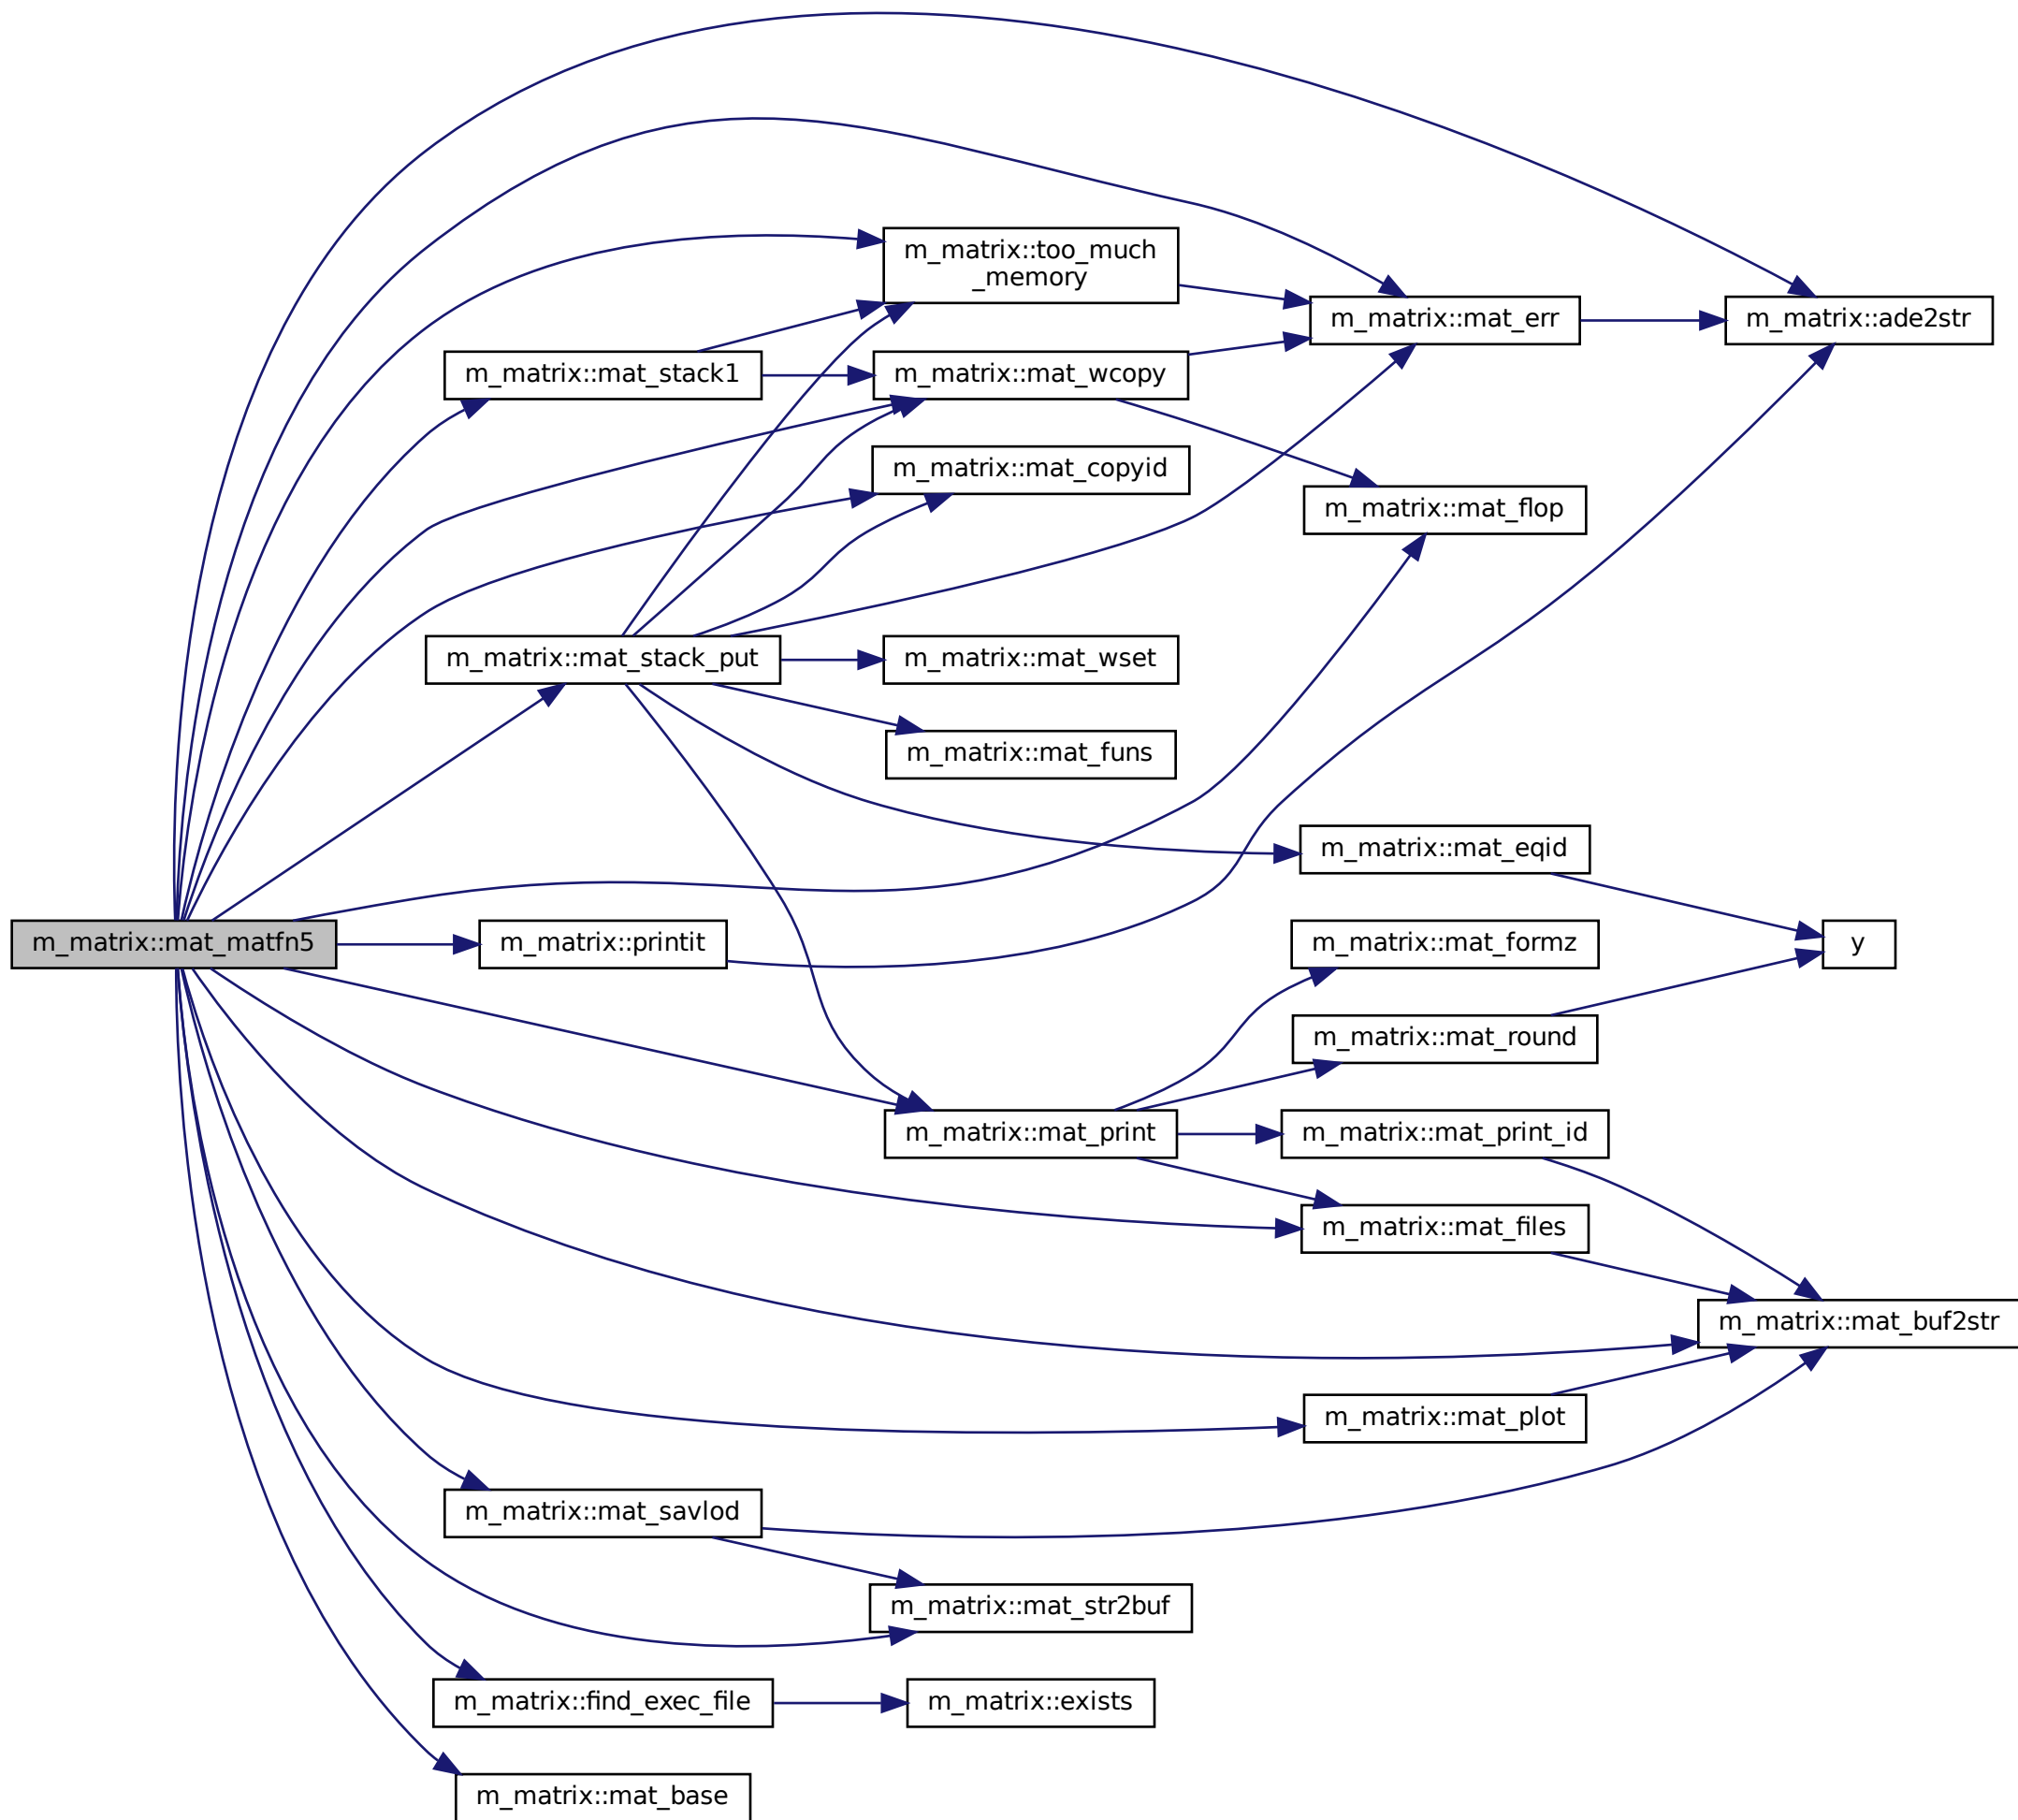 m_matrix::too_much
_memory
m_matrix::mat_err
m_matrix::ade2str
m_matrix::mat_stack1
m_matrix::mat_wcopy
m_matrix::mat_copyid
m_matrix::mat_flop
m_matrix::mat_stack_put
m_matrix::mat_wset
m_matrix::mat_funs
m_matrix::mat_eqid
m_matrix::mat_matfn5
m_matrix::printit
m_matrix::mat_formz
y
m_matrix::mat_round
m_matrix::mat_print
m_matrix::mat_print_id
m_matrix::mat_files
m_matrix::mat_buf2str
m_matrix::mat_plot
m_matrix::mat_savlod
m_matrix::mat_str2buf
m_matrix::find_exec_file
m_matrix::exists
m_matrix::mat_base